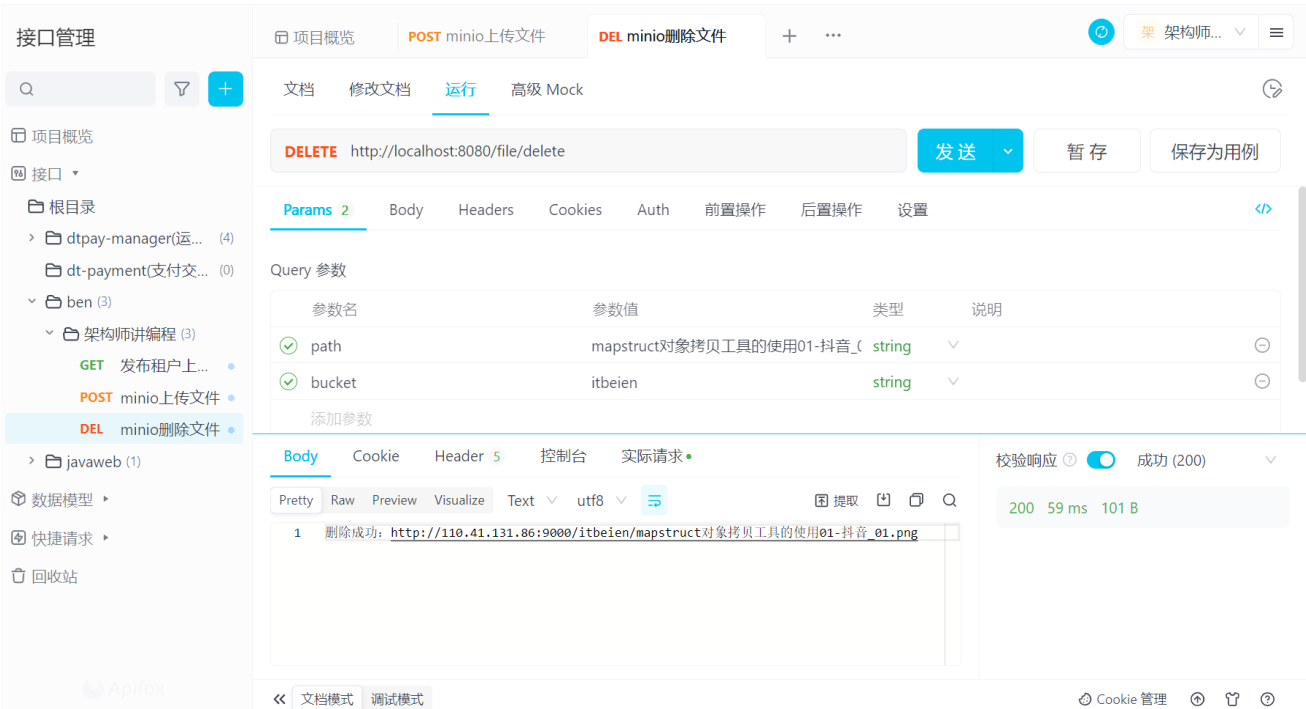 接口管理
项目概览
POST minio上传文件
DEL minio删除文件
架 架构师...
文档 修改文档 运行 高级 Mock
项目概览
DELETE http://localhost:8080/file/delete
发送 暂存 保存为用例
接口
根目录
Params 2 Body Headers Cookies Auth 前置操作 后置操作 设置
dtpay-manager(运... (4)
dt-payment(支付交... (0)
Query 参数
ben (3)
参数名 参数值 类型 说明
架构师讲编程 (3)
path mapstruct对象拷贝工具的使用01-抖音_0 string
GET 发布租户上...
bucket itbeien string
POST minio上传文件
添加参数
DEL minio删除文件
javaweb (1)
Body Cookie Header 5 控制台 实际请求
校验响应 成功 (200)
数据模型
Pretty Raw Preview Visualize Text utf8 提取
200 59 ms 101 B
快捷请求
1 删除成功：http://110.41.131.86:9000/itbeien/mapstruct对象拷贝工具的使用01-抖音_01.png
回收站
Apifox
文档模式 调试模式
Cookie 管理